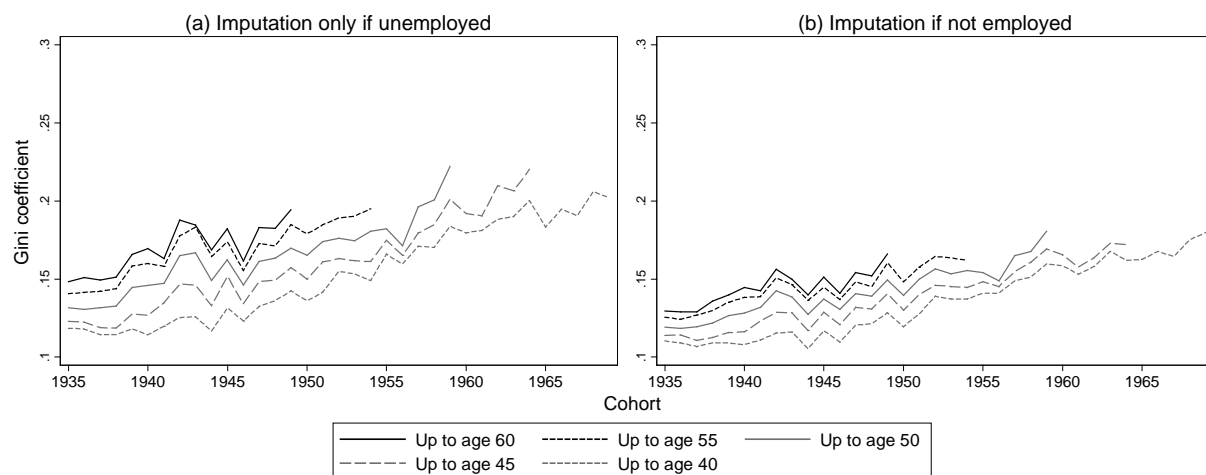 (a) Imputation only if unemployed
(b) Imputation if not employed
Gini coefficient
.3
.25
.2
.15
.1
.3
.25
.2
.15
.1
1935 1940 1945 1950 1955 1960 1965
1935 1940 1945 1950 1955 1960 1965
Cohort
Up to age 60 Up to age 55 Up to age 50
Up to age 45 Up to age 40